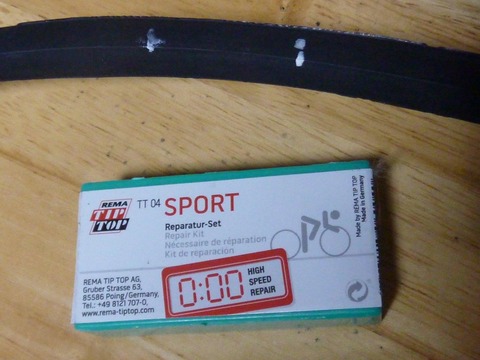 REMA
TIP
TOP
TT 04 SPORT
Reparatur-Set
Repair Kit
Nécessaire de réparation
Kit de reparación
REMA TIP TOP AG,
Gruber Strasse 63,
85586 Poing/Germany,
Tel.: +49 8121 707-0,
www.rema-tiptop.com
0:00
HIGH
SPEED
REPAIR
Made by REMA TIP TOP
Made in Germany